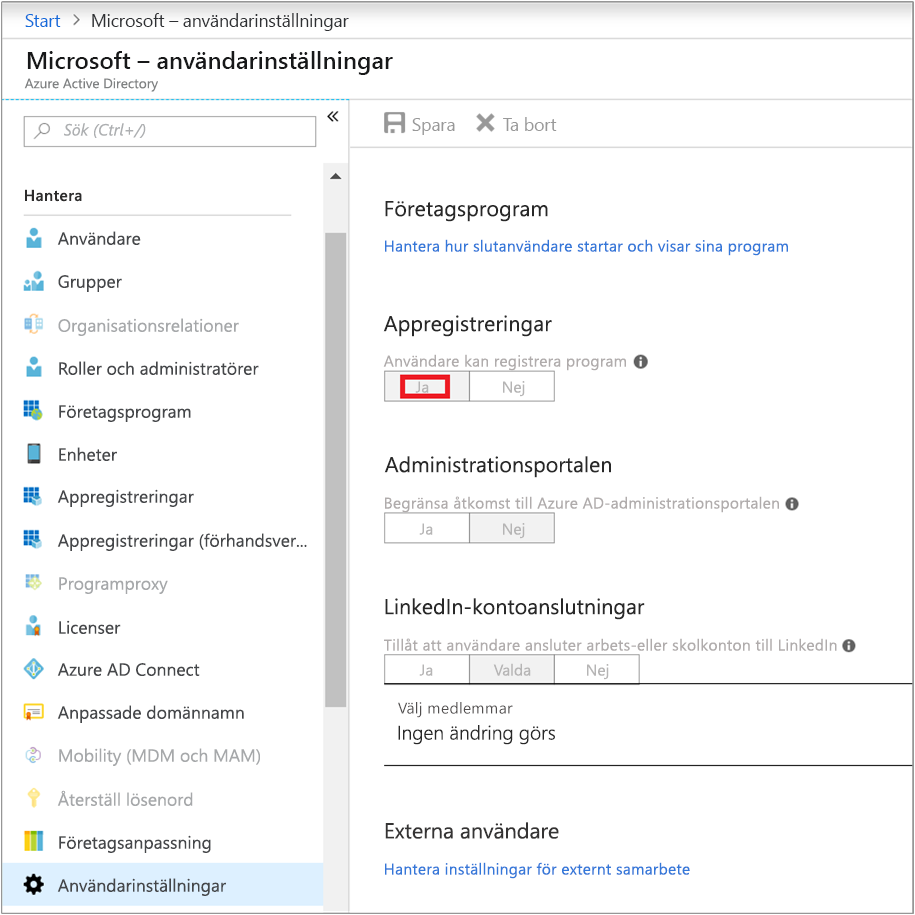 Start > Microsoft – användarinställningar
Microsoft – användarinställningar
Azure Active Directory
Sök (Ctrl+/)
«
Hantera
Användare
Grupper
Organisationsrelationer
Roller och administratörer
Företagsprogram
Enheter
Appregistreringar
Appregistreringar (förhandsver...
Programproxy
Licenser
Azure AD Connect
Anpassade domännamn
Mobility (MDM och MAM)
Återställ lösenord
Företagsanpassning
Användarinställningar
Spara Ta bort
Företagsprogram
Hantera hur slutanvändare startar och visar sina program
Appregistreringar
Användare kan registrera program
Ja Nej
Administrationsportalen
Begränsa åtkomst till Azure AD-administrationsportalen
Ja Nej
LinkedIn-kontoanslutningar
Tillåt att användare ansluter arbets-eller skolkonton till LinkedIn
Ja Valda Nej
Välj medlemmar
Ingen ändring görs
Externa användare
Hantera inställningar för externt samarbete